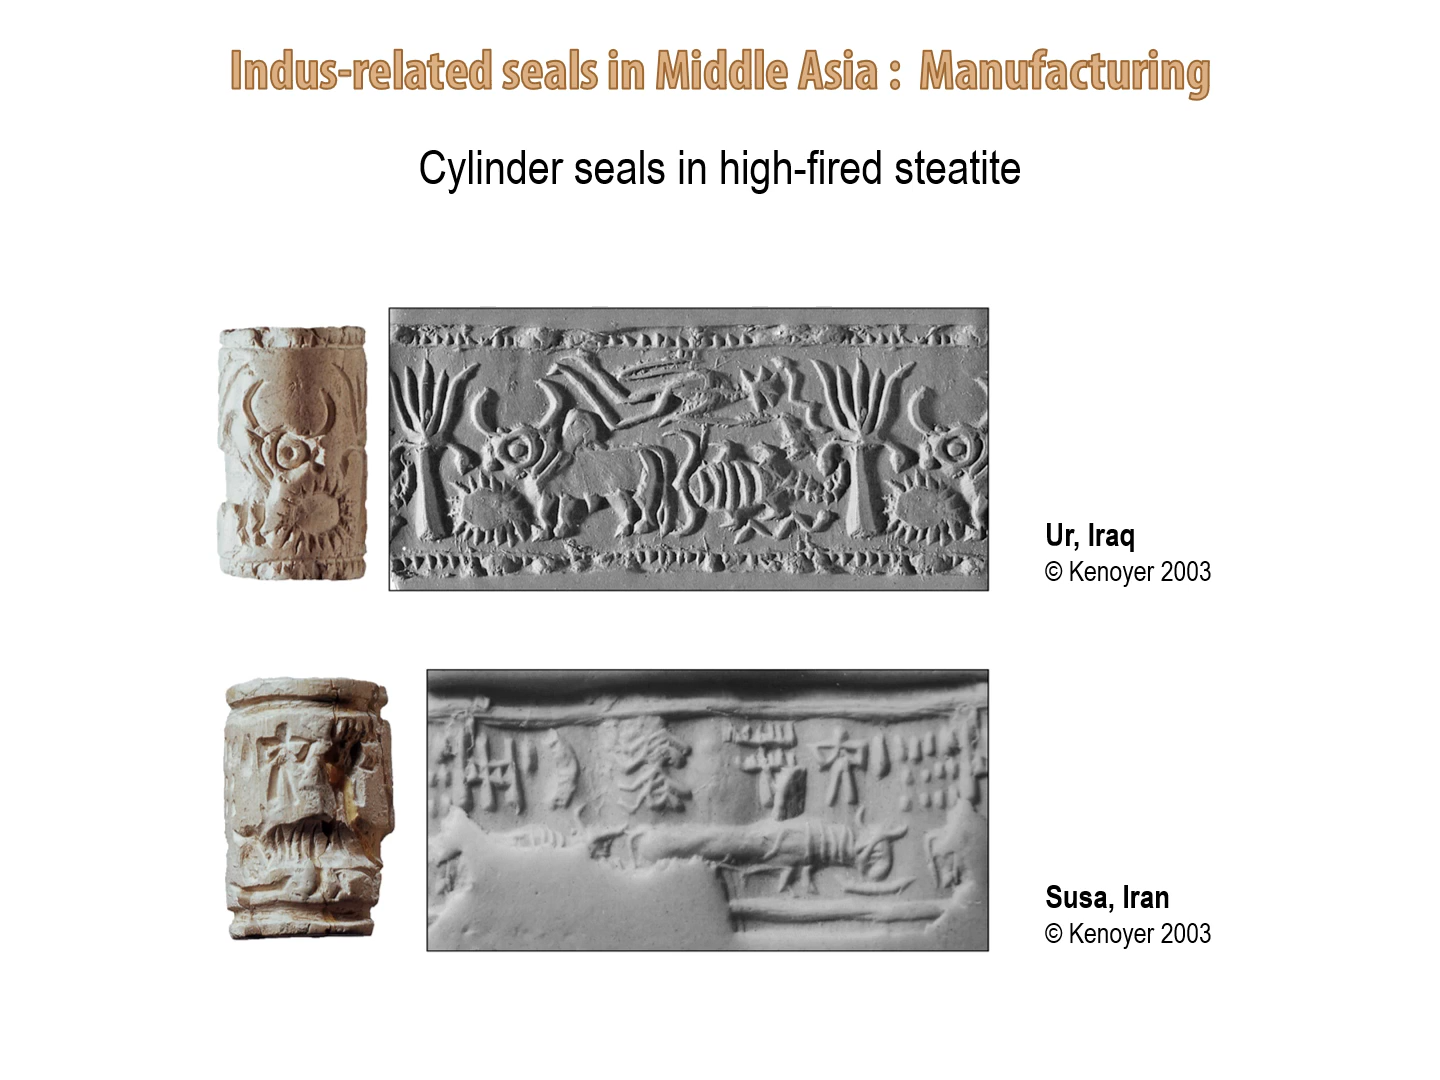 Indus-related seals in Middle Asia : Manufacturing
Cylinder seals in high-fired steatite
Ur, Iraq
© Kenoyer 2003
Susa, Iran
© Kenoyer 2003